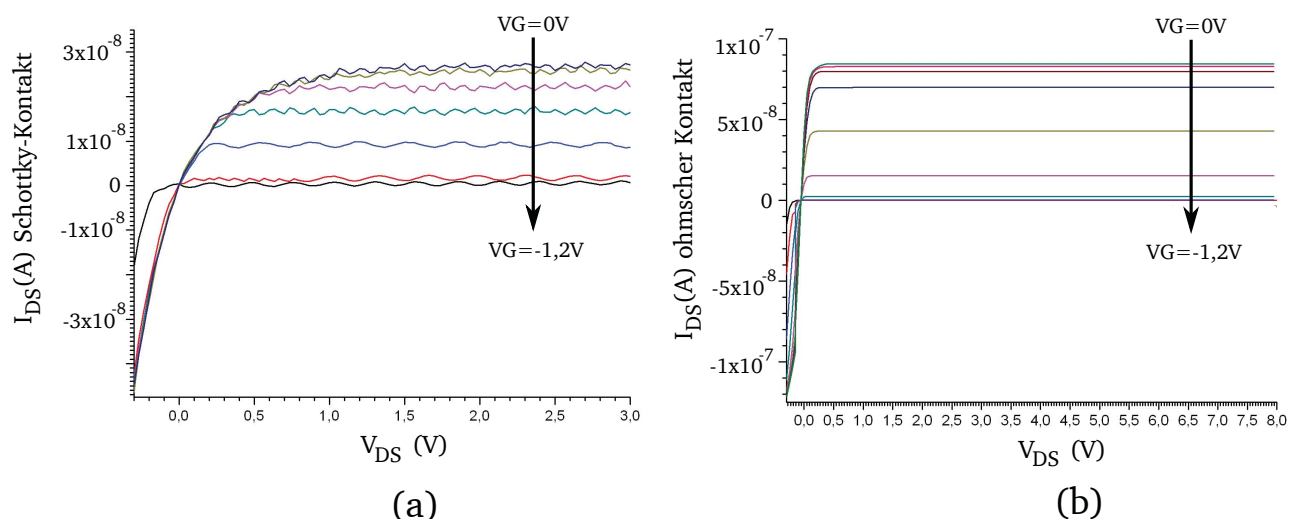 I_DS(A) Schottky-Kontakt
3x10^-8
1x10^-8
0
-1x10^-8
-3x10^-8
VG=0V
VG=-1,2V
0,0 0,5 1,0 1,5 2,0 2,5 3,0
V_DS (V)
(a)
I_DS(A) ohmscher Kontakt
1x10^-7
5x10^-8
0
-5x10^-8
-1x10^-7
VG=0V
VG=-1,2V
0,0 0,5 1,0 1,5 2,0 2,5 3,0 3,5 4,0 4,5 5,0 5,5 6,0 6,5 7,0 7,5 8,0
V_DS (V)
(b)